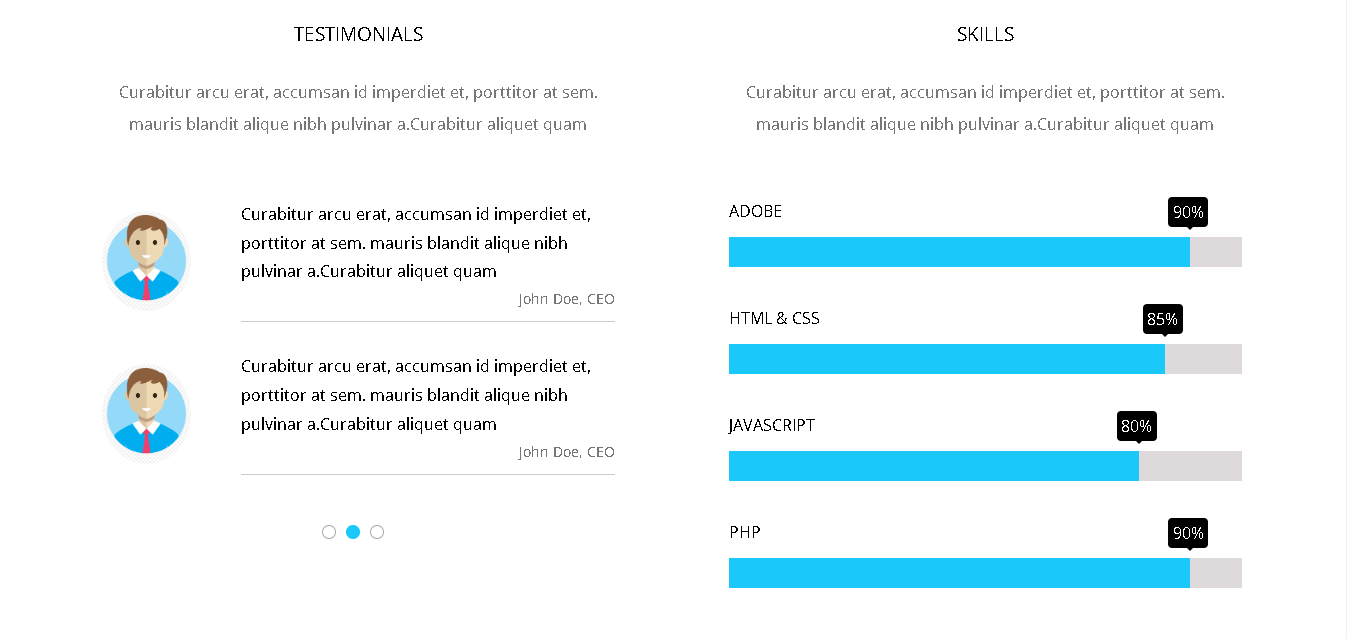 TESTIMONIALS
Curabitur arcu erat, accumsan id imperdiet et, porttitor at sem.
mauris blandit alique nibh pulvinar a.Curabitur aliquet quam
Curabitur arcu erat, accumsan id imperdiet et,
porttitor at sem. mauris blandit alique nibh
pulvinar a.Curabitur aliquet quam
John Doe, CEO
Curabitur arcu erat, accumsan id imperdiet et,
porttitor at sem. mauris blandit alique nibh
pulvinar a.Curabitur aliquet quam
John Doe, CEO
SKILLS
Curabitur arcu erat, accumsan id imperdiet et, porttitor at sem.
mauris blandit alique nibh pulvinar a.Curabitur aliquet quam
ADOBE
90%
HTML & CSS
85%
JAVASCRIPT
80%
PHP
90%